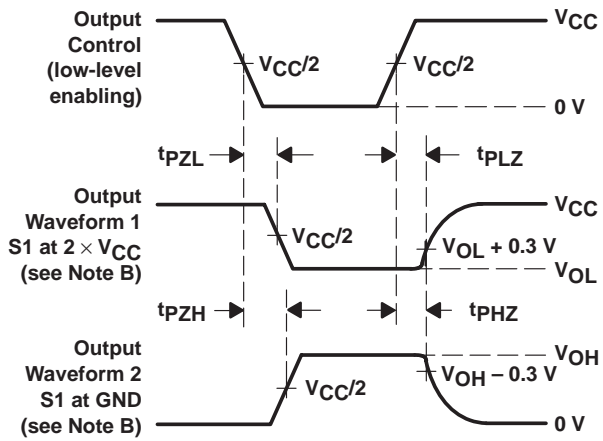 Output
Control
(low-level
enabling)
VCC
VCC/2
VCC/2
0 V
tPZL
tPLZ
Output
Waveform 1
S1 at 2 × VCC
(see Note B)
VCC
VCC/2
VOL + 0.3 V
VOL
tPZH
tPHZ
Output
Waveform 2
S1 at GND
(see Note B)
VOH
VOH – 0.3 V
VCC/2
0 V